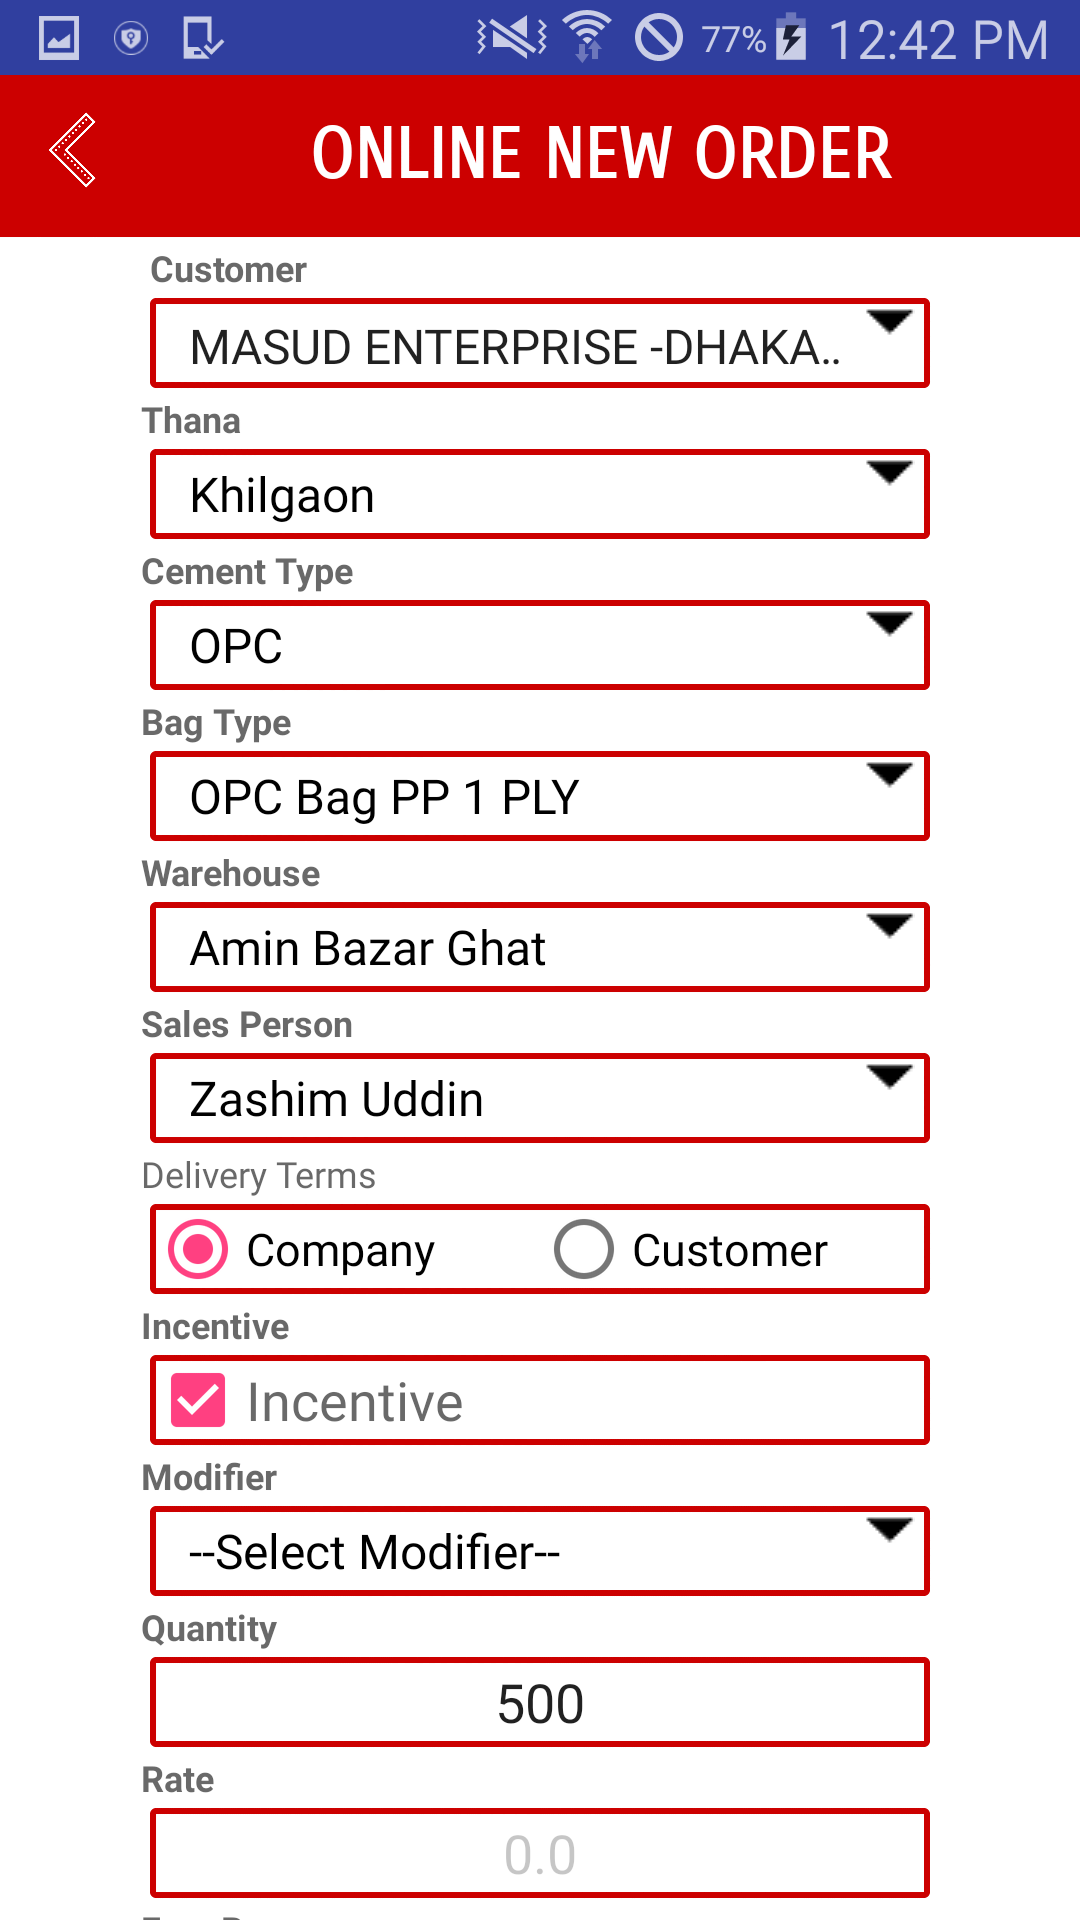 77% 12:42 PM
ONLINE NEW ORDER
Customer
MASUD ENTERPRISE -DHAKA..
Thana
Khilgaon
Cement Type
OPC
Bag Type
OPC Bag PP 1 PLY
Warehouse
Amin Bazar Ghat
Sales Person
Zashim Uddin
Delivery Terms
Company Customer
Incentive
Incentive
Modifier
--Select Modifier--
Quantity
500
Rate
0.0